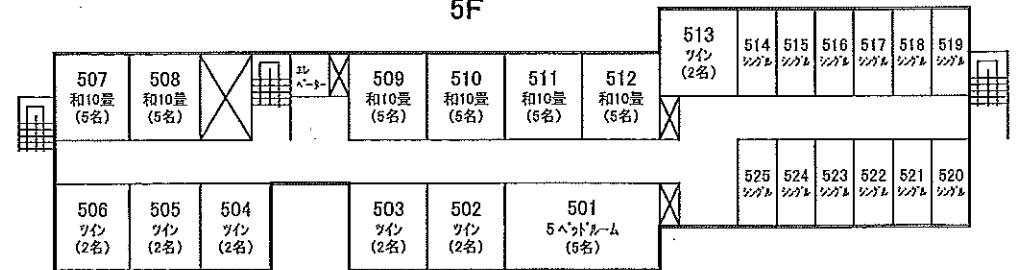 5F
507
和10畳
(5名)
508
和10畳
(5名)
エレ
ベーター
509
和10畳
(5名)
510
和10畳
(5名)
511
和10畳
(5名)
512
和10畳
(5名)
513
ツイン
(2名)
514
シングル
515
シングル
516
シングル
517
シングル
518
シングル
519
シングル
506
ツイン
(2名)
505
ツイン
(2名)
504
ツイン
(2名)
503
ツイン
(2名)
502
ツイン
(2名)
501
5ベッドルーム
(5名)
525
シングル
524
シングル
523
シングル
522
シングル
521
シングル
520
シングル